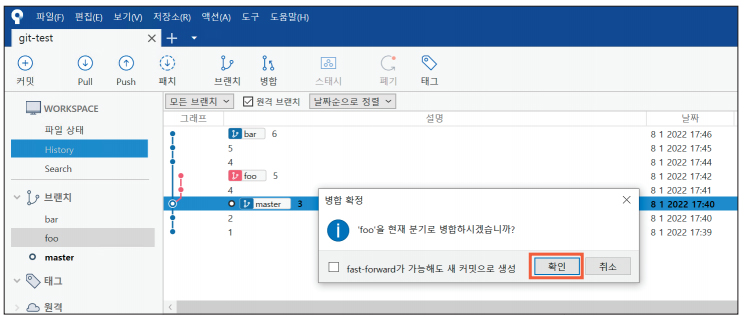 파일(F) 편집(E) 보기(V) 저장소(R) 액션(A) 도구 도움말(H)
git-test
커밋 Pull Push 패치 브랜치 병합 스태시 폐기 태그
WORKSPACE
파일 상태
History
Search
브랜치
bar
foo
master
태그
원격
모든 브랜치 원격 브랜치 날짜순으로 정렬
그래프 설명 날짜
bar 6 8 1 2022 17:46
5 8 1 2022 17:45
4 8 1 2022 17:44
foo 5 8 1 2022 17:42
4 8 1 2022 17:41
master 3 8 1 2022 17:40
2 8 1 2022 17:40
1 8 1 2022 17:39
병합 확정
'foo'을 현재 분기로 병합하시겠습니까?
fast-forward가 가능해도 새 커밋으로 생성 확인 취소